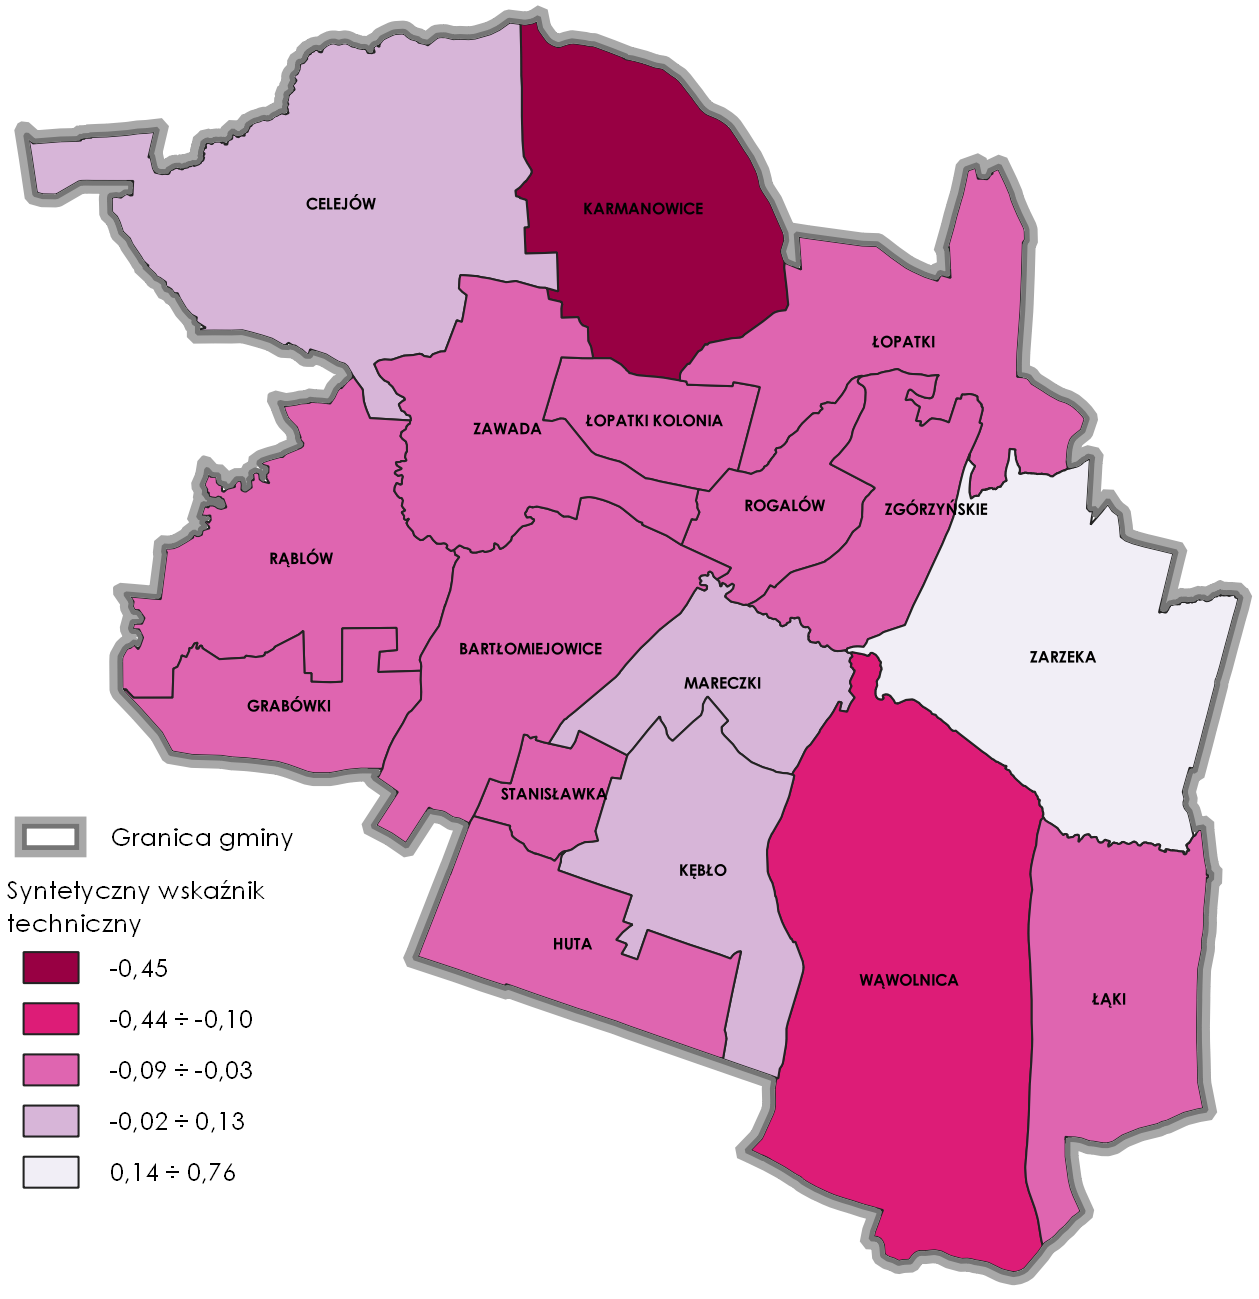 CELEJÓW
KARMANOWICE
ŁOPATKI
ŁOPATKI KOLONIA
ZAWADA
ROGALÓW
ZGÓRZYŃSKIE
RĄBLÓW
BARTŁOMIEJOWICE
ZARZEKA
MARECZKI
GRABÓWKI
STANISŁAWKA
KĘBŁO
HUTA
WĄWOLNICA
ŁĄKI
Granica gminy
Syntetyczny wskaźnik
techniczny
-0,45
-0,44 ÷ -0,10
-0,09 ÷ -0,03
-0,02 ÷ 0,13
0,14 ÷ 0,76